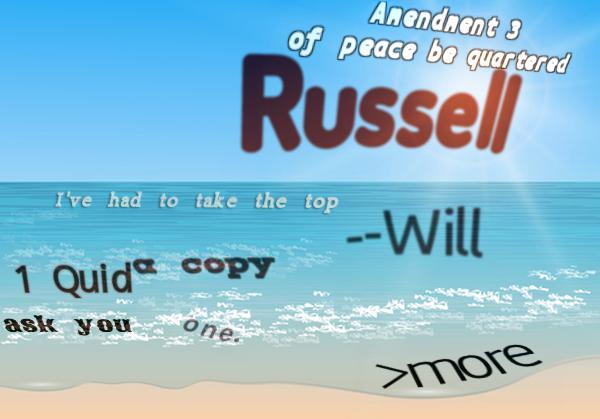 Amendment 3
of peace be quartered
Russell
I've had to take the top
--Will
a copy
1 Quid
ask you
one.
>more